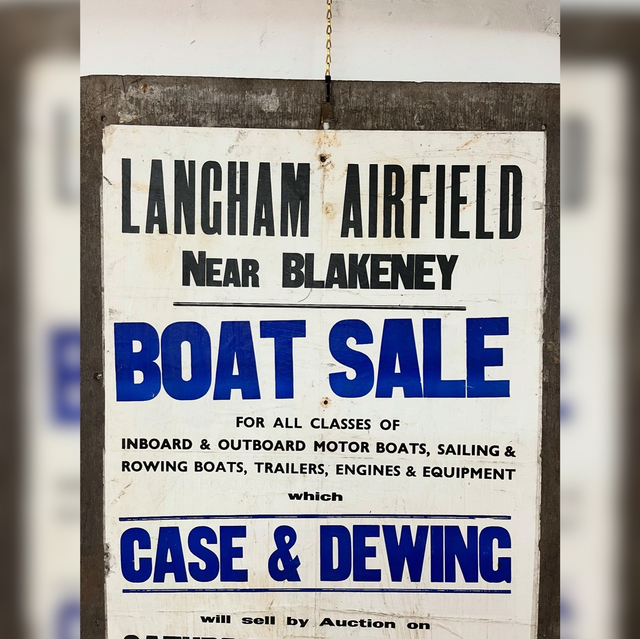 LANGHAM AIRFIELD
NEAR BLAKENEY
BOAT SALE
FOR ALL CLASSES OF
INBOARD & OUTBOARD MOTOR BOATS, SAILING &
ROWING BOATS, TRAILERS, ENGINES & EQUIPMENT
which
CASE & DEWING
will sell by Auction on